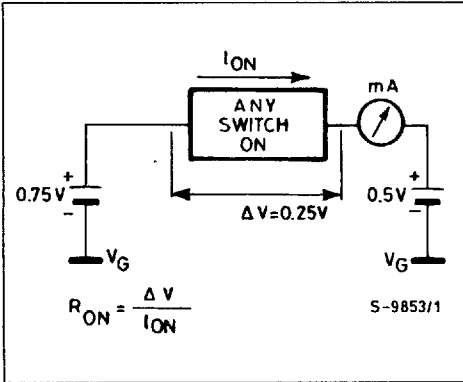 I_ON
mA
ANY
SWITCH
ON
+
+
0.75V
0.5V
-
-
ΔV=0.25V
V_G
V_G
R_ON = ΔV / I_ON
S-9853/1